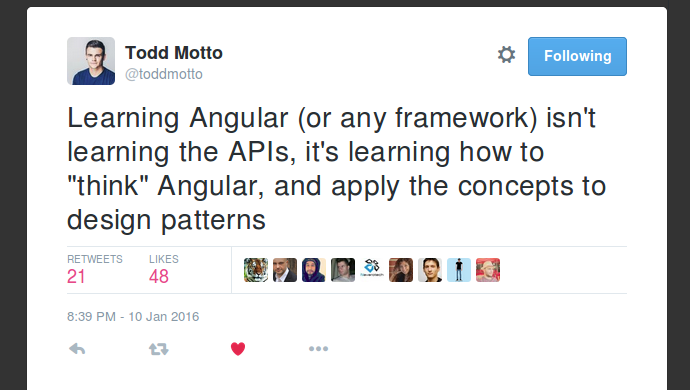 Todd Motto
@toddmotto
Following
Learning Angular (or any framework) isn't
learning the APIs, it's learning how to
"think" Angular, and apply the concepts to
design patterns
RETWEETS
LIKES
21
48
8:39 PM - 10 Jan 2016